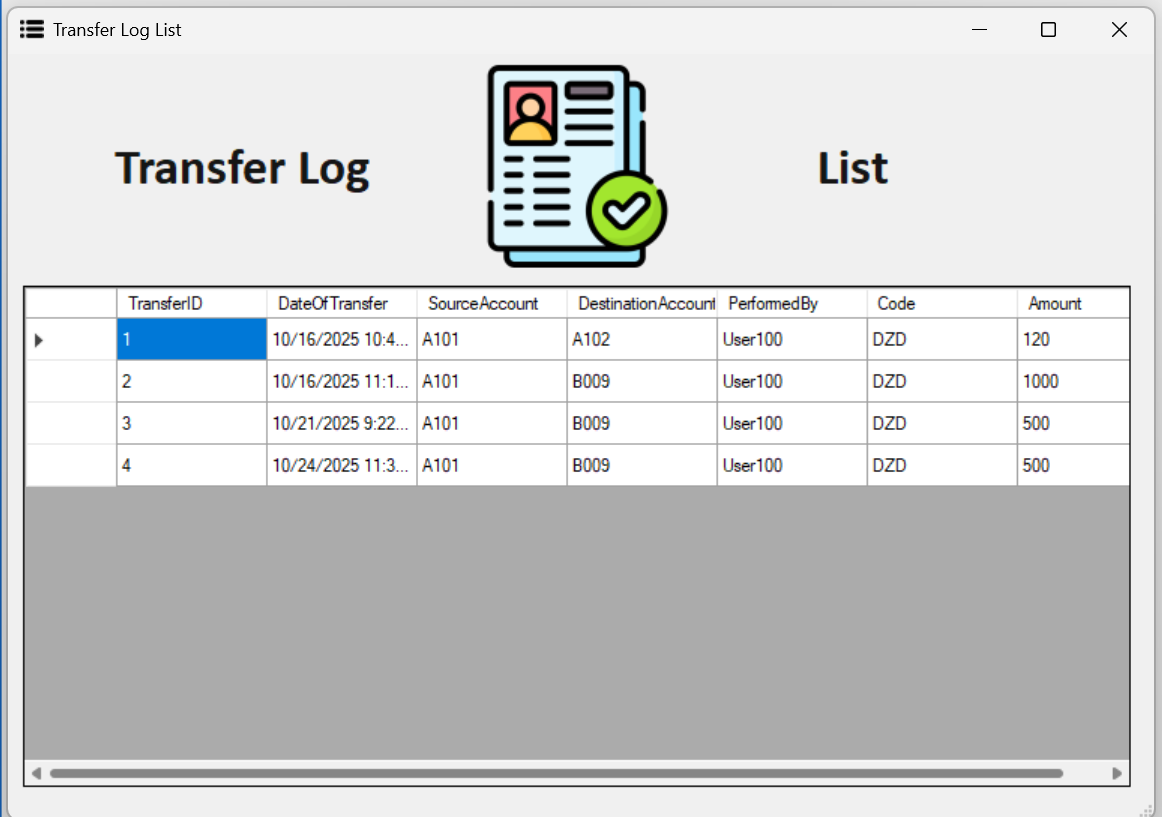 Transfer Log List
Transfer Log List
TransferID DateOfTransfer SourceAccount DestinationAccount PerformedBy Code Amount
1 10/16/2025 10:4... A101 A102 User100 DZD 120
2 10/16/2025 11:1... A101 B009 User100 DZD 1000
3 10/21/2025 9:22... A101 B009 User100 DZD 500
4 10/24/2025 11:3... A101 B009 User100 DZD 500